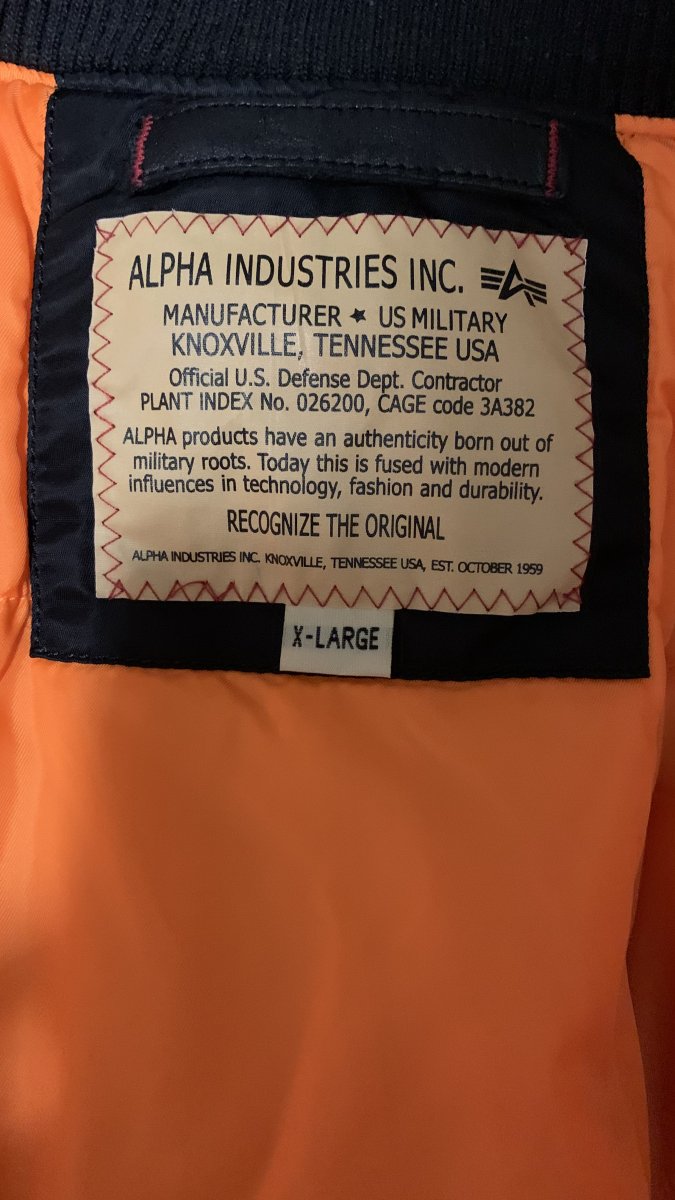 ALPHA INDUSTRIES INC.
MANUFACTURER ★ US MILITARY
KNOXVILLE, TENNESSEE USA
Official U.S. Defense Dept. Contractor
PLANT INDEX No. 026200, CAGE code 3A382
ALPHA products have an authenticity born out of
military roots. Today this is fused with modern
influences in technology, fashion and durability.
RECOGNIZE THE ORIGINAL
ALPHA INDUSTRIES INC. KNOXVILLE, TENNESSEE USA, EST. OCTOBER 1959
X-LARGE